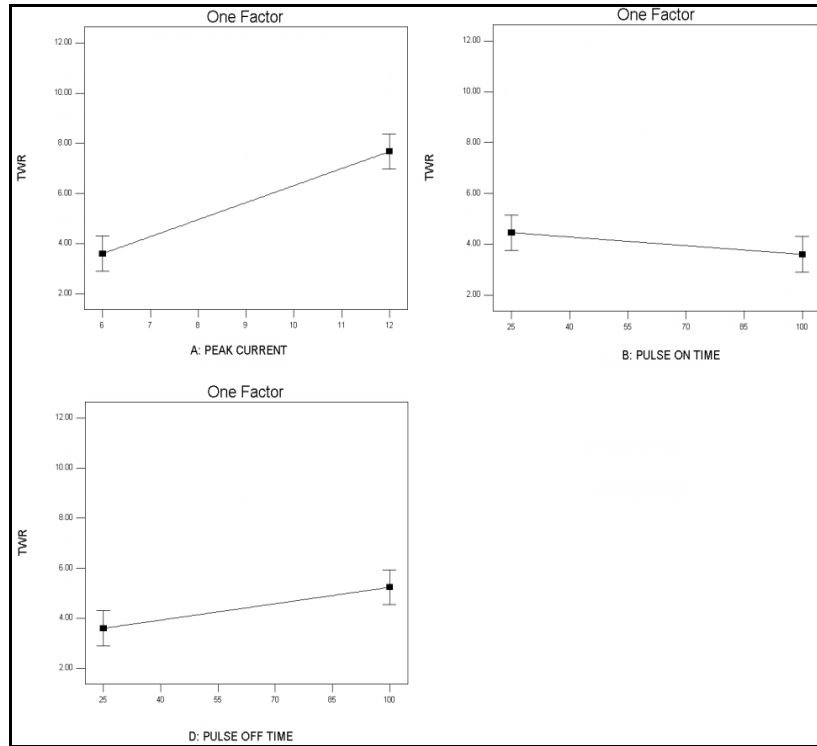 One Factor
12.00
10.00
8.00
6.00
4.00
2.00
TWR
6 7 8 9 10 11 12
A: PEAK CURRENT
One Factor
12.00
10.00
8.00
6.00
4.00
2.00
TWR
25 40 55 70 85 100
B: PULSE ON TIME
One Factor
12.00
10.00
8.00
6.00
4.00
2.00
TWR
25 40 55 70 85 100
D: PULSE OFF TIME